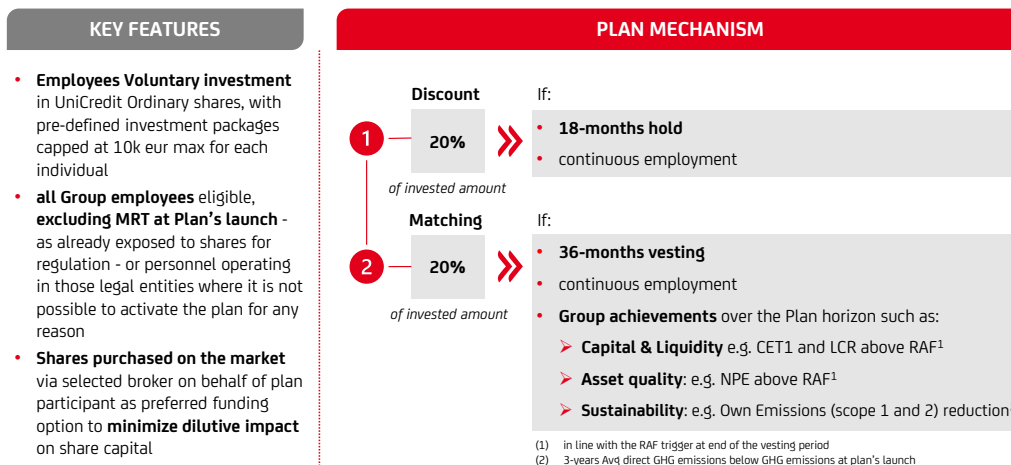 KEY FEATURES
• Employees Voluntary investment
in UniCredit Ordinary shares, with
pre-defined investment packages
capped at 10k eur max for each
individual
• all Group employees eligible,
excluding MRT at Plan's launch -
as already exposed to shares for
regulation - or personnel operating
in those legal entities where it is not
possible to activate the plan for any
reason
• Shares purchased on the market
via selected broker on behalf of plan
participant as preferred funding
option to minimize dilutive impact
on share capital
PLAN MECHANISM
Discount
If:
1
20%
of invested amount
• 18-months hold
• continuous employment
Matching
If:
2
20%
of invested amount
• 36-months vesting
• continuous employment
• Group achievements over the Plan horizon such as:
➢ Capital & Liquidity e.g. CET1 and LCR above RAF¹
➢ Asset quality: e.g. NPE above RAF¹
➢ Sustainability: e.g. Own Emissions (scope 1 and 2) reduction
(1) in line with the RAF trigger at end of the vesting period
(2) 3-years Avg direct GHG emissions below GHG emissions at plan's launch